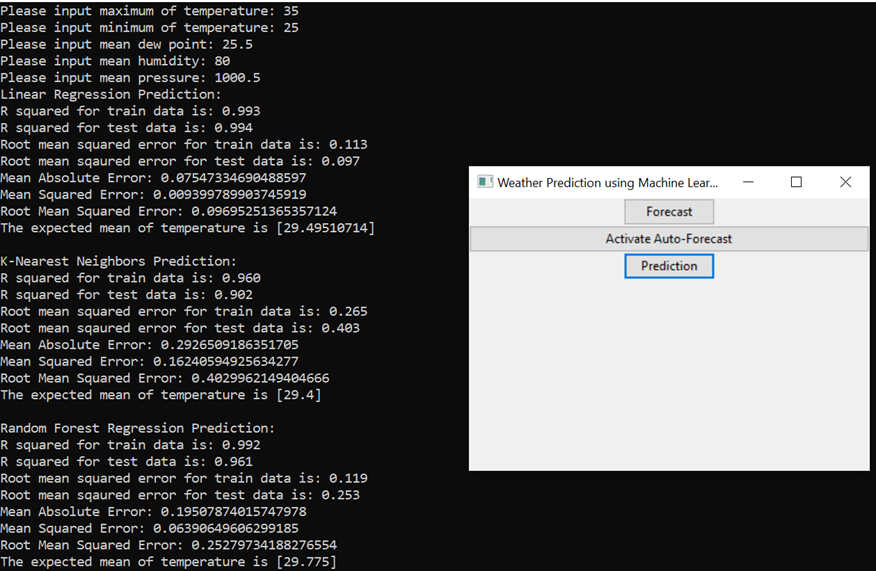 Please input maximum of temperature: 35
Please input minimum of temperature: 25
Please input mean dew point: 25.5
Please input mean humidity: 80
Please input mean pressure: 1000.5
Linear Regression Prediction:
R squared for train data is: 0.993
R squared for test data is: 0.994
Root mean squared error for train data is: 0.113
Root mean sqaured error for test data is: 0.097
Mean Absolute Error: 0.07547334690488597
Mean Squared Error: 0.009399789903745919
Root Mean Squared Error: 0.09695251365357124
The expected mean of temperature is [29.49510714]
K-Nearest Neighbors Prediction:
R squared for train data is: 0.960
R squared for test data is: 0.902
Root mean squared error for train data is: 0.265
Root mean sqaured error for test data is: 0.403
Mean Absolute Error: 0.2926509186351705
Mean Squared Error: 0.16240594925634277
Root Mean Squared Error: 0.4029962149404666
The expected mean of temperature is [29.4]
Random Forest Regression Prediction:
R squared for train data is: 0.992
R squared for test data is: 0.961
Root mean squared error for train data is: 0.119
Root mean sqaured error for test data is: 0.253
Mean Absolute Error: 0.19507874015747978
Mean Squared Error: 0.06390649606299185
Root Mean Squared Error: 0.25279734188276554
The expected mean of temperature is [29.775]
Weather Prediction using Machine Lear...
Forecast
Activate Auto-Forecast
Prediction